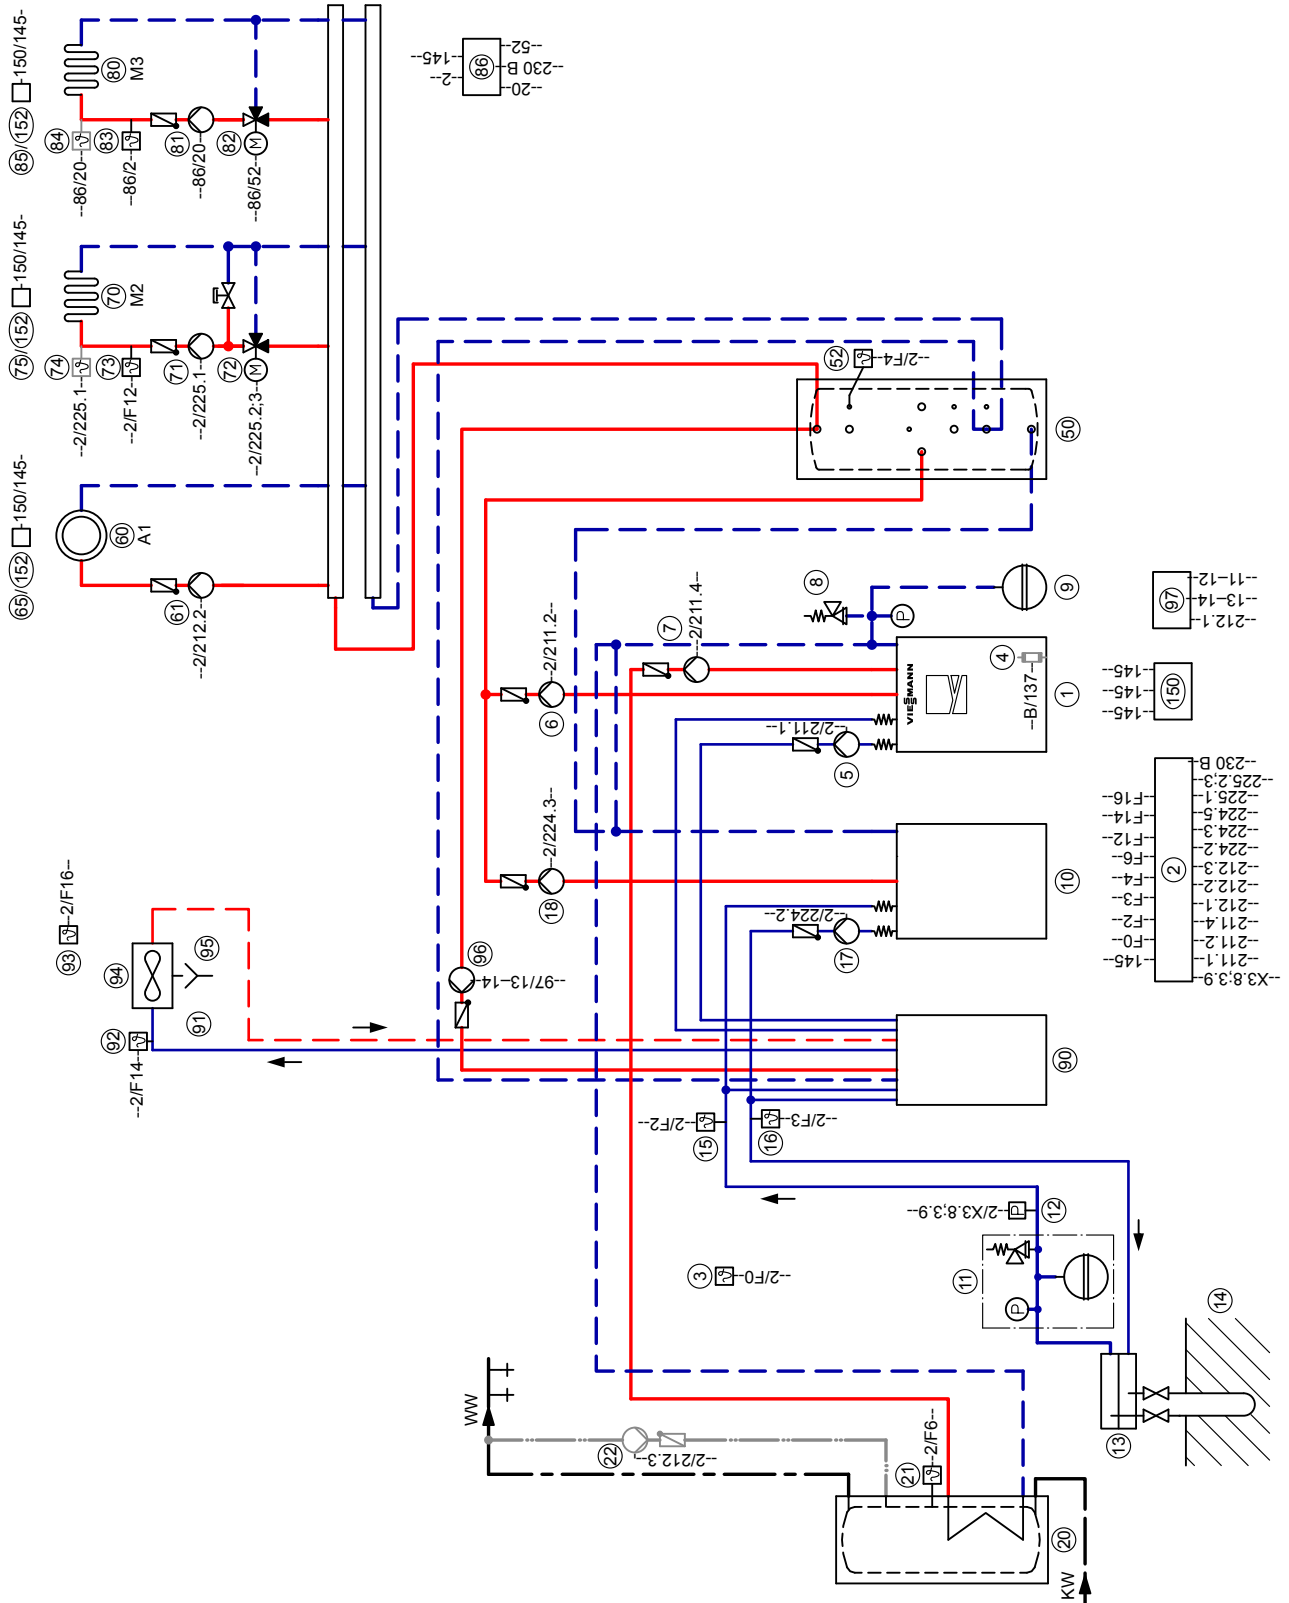 85/152 -150/145-
84
--86/20--
83
--86/2--
80
M3
81
--86/20--
82
M
--86/52--
86
--145--
--2--
--52--
--230 B--
--20--
75/152 -150/145-
74
--2/225.1--
73
--2/F12--
70
M2
71
--2/225.1--
72
M
--2/225.2;3--
65/152 -150/145-
60
A1
61
--2/212.2--
52
--2/F4--
50
8
P
9
97
--11–12--
--13–14--
--212.1--
7
--2/211.4--
6
--2/211.2--
VIESMANN
4
--B/137--
1
--2/211.1--
5
150
--145--
--145--
--145--
18
--2/224.3--
--2/224.2--
17
10
2
--F16--
--F14--
--F12--
--F6--
--F4--
--F3--
--F2--
--F0--
--145--
--230 B--
--225.2;3--
--225.1--
--224.5--
--224.3--
--224.2--
--212.3--
--212.2--
--212.1--
--211.4--
--211.2--
--211.1--
--X3.8;3.9--
93
--2/F16--
94
95
92
91
--2/F14--
96
--97/13–14--
90
15
--2/F2--
16
--2/F3--
12
--2/X3.8;3.9--
P
11
P
3
--2/F0--
14
13
WW
22
--2/212.3--
21
--2/F6--
20
KW